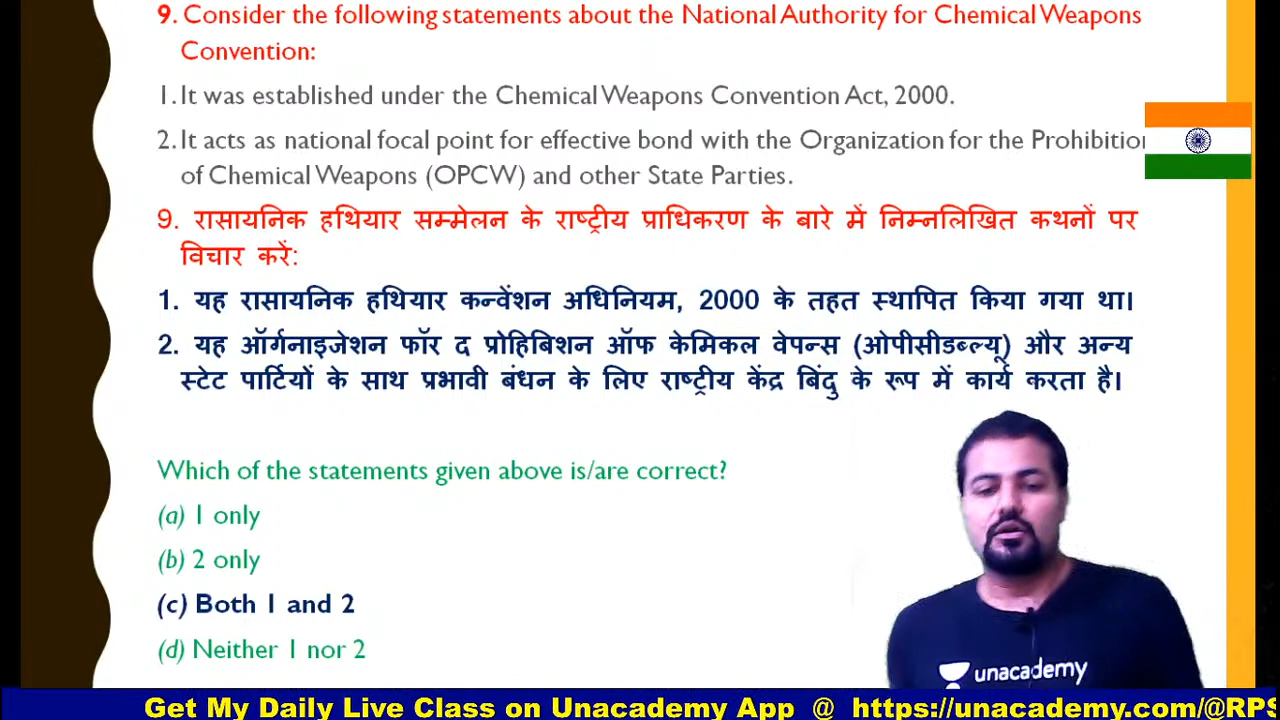 9. Consider the following statements about the National Authority for Chemical Weapons
Convention:
1. It was established under the Chemical Weapons Convention Act, 2000.
2. It acts as national focal point for effective bond with the Organization for the Prohibition
of Chemical Weapons (OPCW) and other State Parties.
9. रासायनिक हथियार सम्मेलन के राष्ट्रीय प्राधिकरण के बारे में निम्नलिखित कथनों पर
विचार करें:
1. यह रासायनिक हथियार कन्वेंशन अधिनियम, 2000 के तहत स्थापित किया गया था।
2. यह ऑर्गनाइजेशन फॉर द प्रोहिबिशन ऑफ केमिकल वेपन्स (ओपीसीडब्ल्यू) और अन्य
स्टेट पार्टियों के साथ प्रभावी बंधन के लिए राष्ट्रीय केंद्र बिंदु के रूप में कार्य करता है।
Which of the statements given above is/are correct?
(a) 1 only
(b) 2 only
(c) Both 1 and 2
(d) Neither 1 nor 2
unacademy
Get My Daily Live Class on Unacademy App @ https://unacademy.com/@RPS